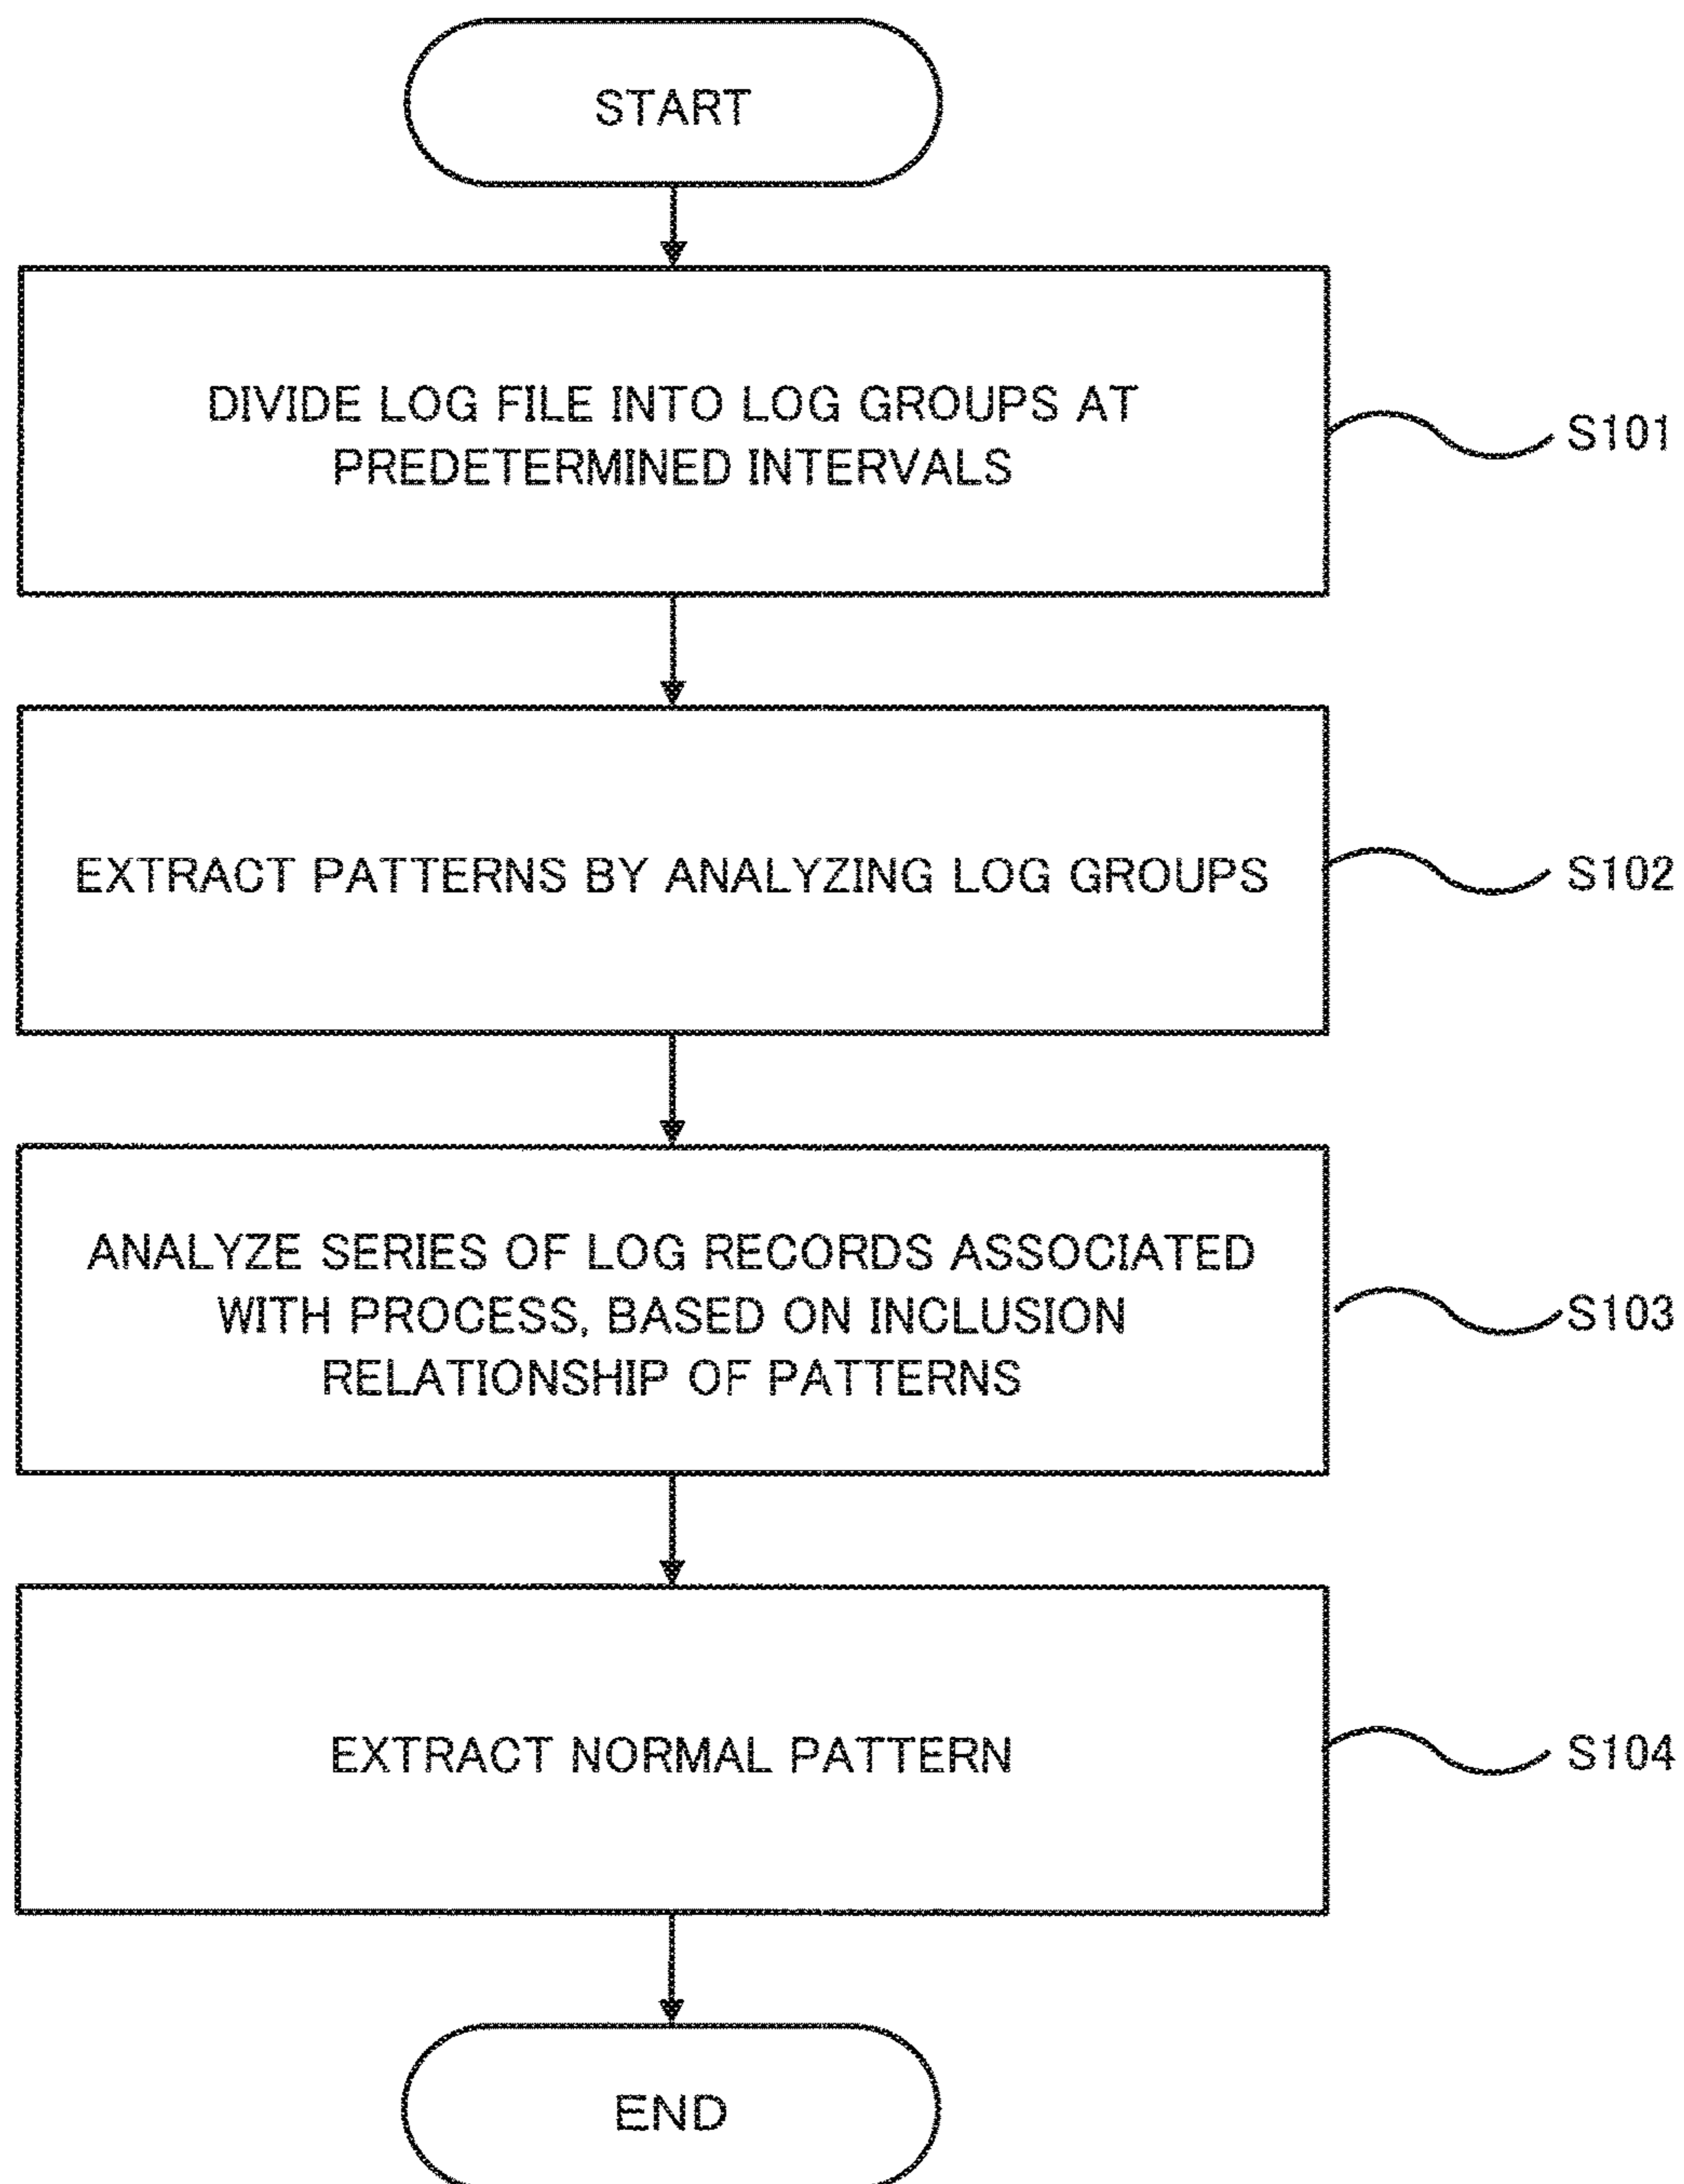 START
DIVIDE LOG FILE INTO LOG GROUPS AT
PREDETERMINED INTERVALS
S101
EXTRACT PATTERNS BY ANALYZING LOG GROUPS
S102
ANALYZE SERIES OF LOG RECORDS ASSOCIATED
WITH PROCESS, BASED ON INCLUSION
RELATIONSHIP OF PATTERNS
S103
EXTRACT NORMAL PATTERN
S104
END